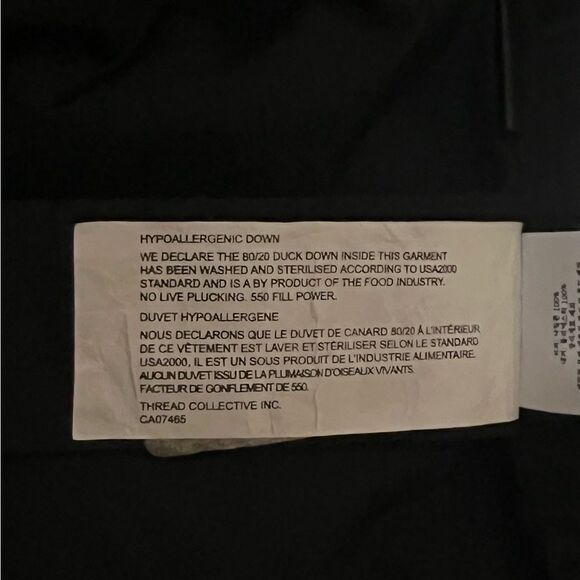 HYPOALLERGENIC DOWN
WE DECLARE THE 80/20 DUCK DOWN INSIDE THIS GARMENT
HAS BEEN WASHED AND STERILISED ACCORDING TO USA2000
STANDARD AND IS A BY PRODUCT OF THE FOOD INDUSTRY.
NO LIVE PLUCKING. 550 FILL POWER.
DUVET HYPOALLERGENE
NOUS DECLARONS QUE LE DUVET DE CANARD 80/20 À L'INTÉRIEUR
DE CE VÊTEMENT EST LAVER ET STÉRILISER SELON LE STANDARD
USA2000, IL EST UN SOUS PRODUIT DE L'INDUSTRIE ALIMENTAIRE.
AUCUN DUVET ISSU DE LA PLUMAISON D'OISEAUX VIVANTS.
FACTEUR DE GONFLEMENT DE 550.
THREAD COLLECTIVE INC.
CA07465